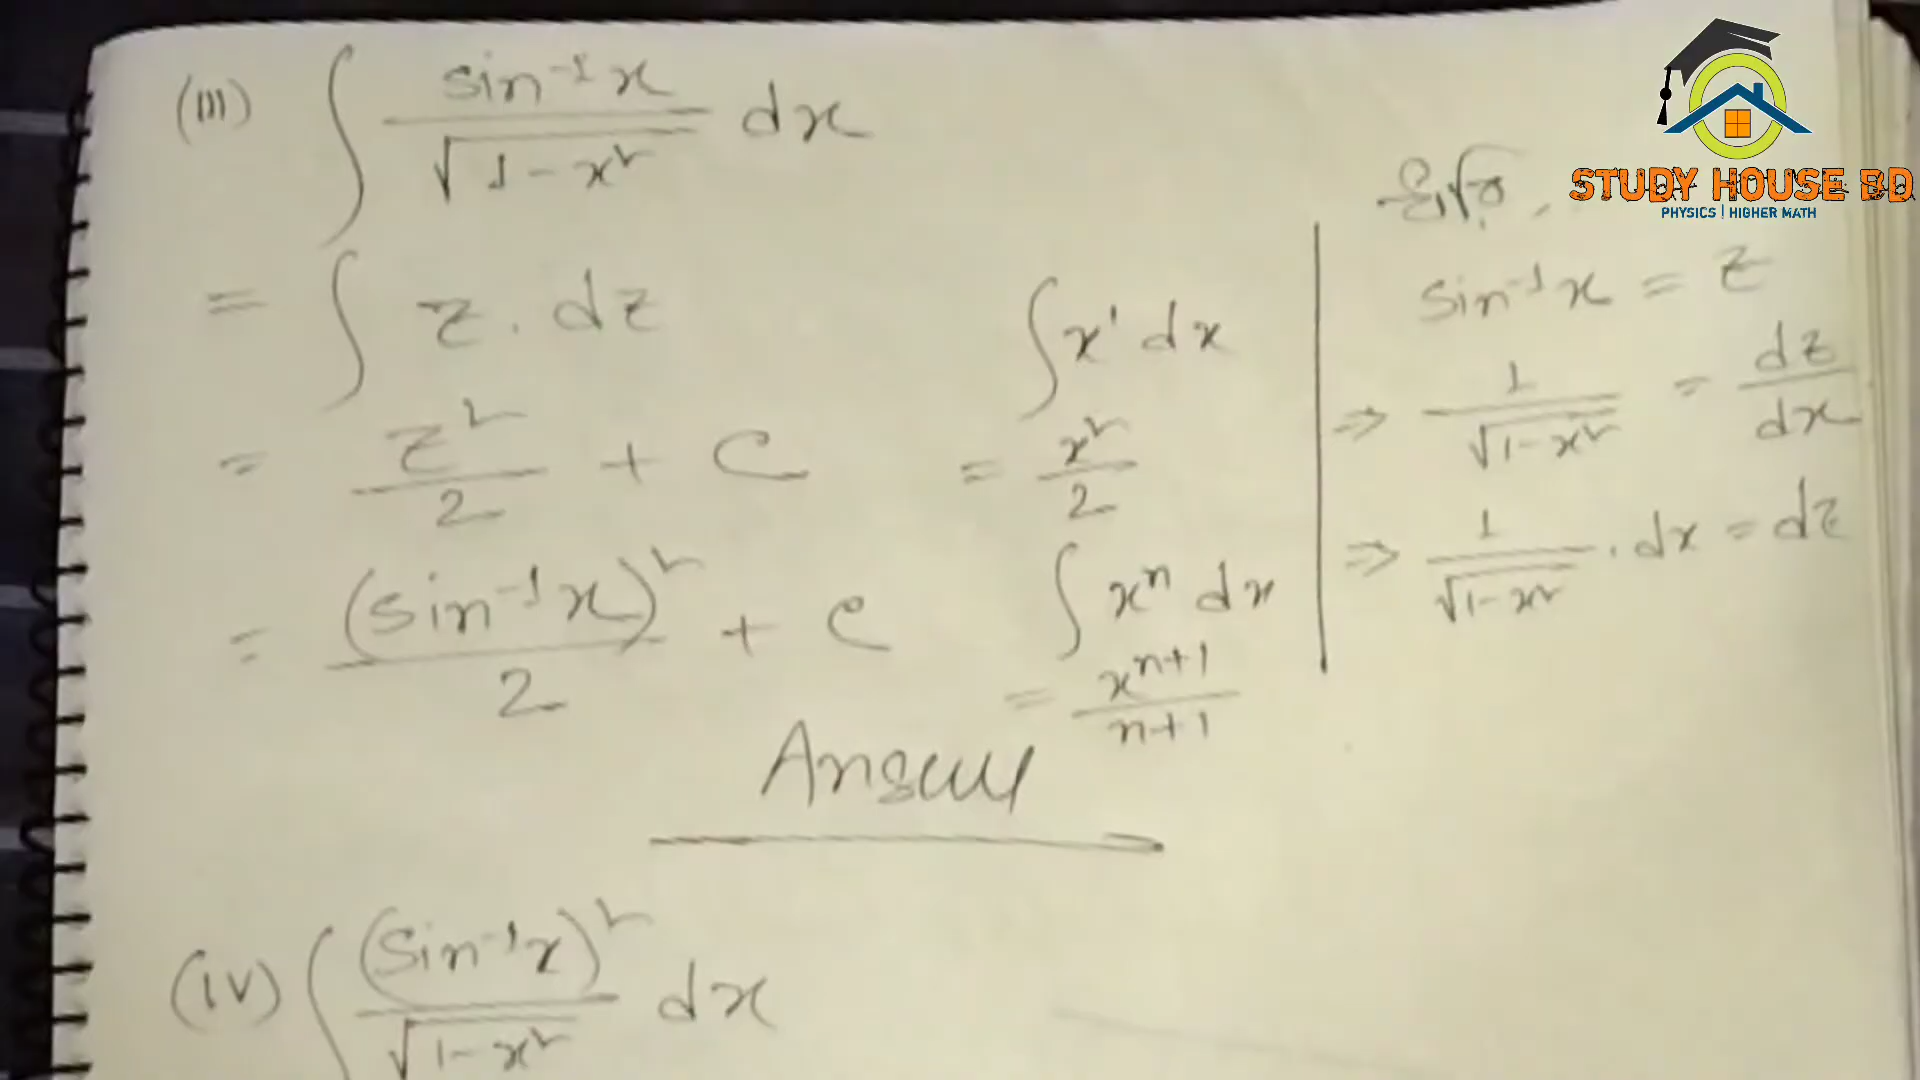 (III) ∫ sin⁻¹x / √(1-x²) dx
= ∫ z. dz
= z²/2 + C
= (sin⁻¹x)²/2 + C
∫ x¹ dx
= x²/2
∫ xⁿ dx
= xⁿ⁺¹/n+1
ধরি,
sin⁻¹x = z
⇒ 1/√(1-x²) = dz/dx
⇒ 1/√(1-x²) . dx = dz
Answer
(iv) ∫ (Sin⁻¹x)²/√(1-x²) dx
STUDY HOUSE BD
PHYSICS | HIGHER MATH